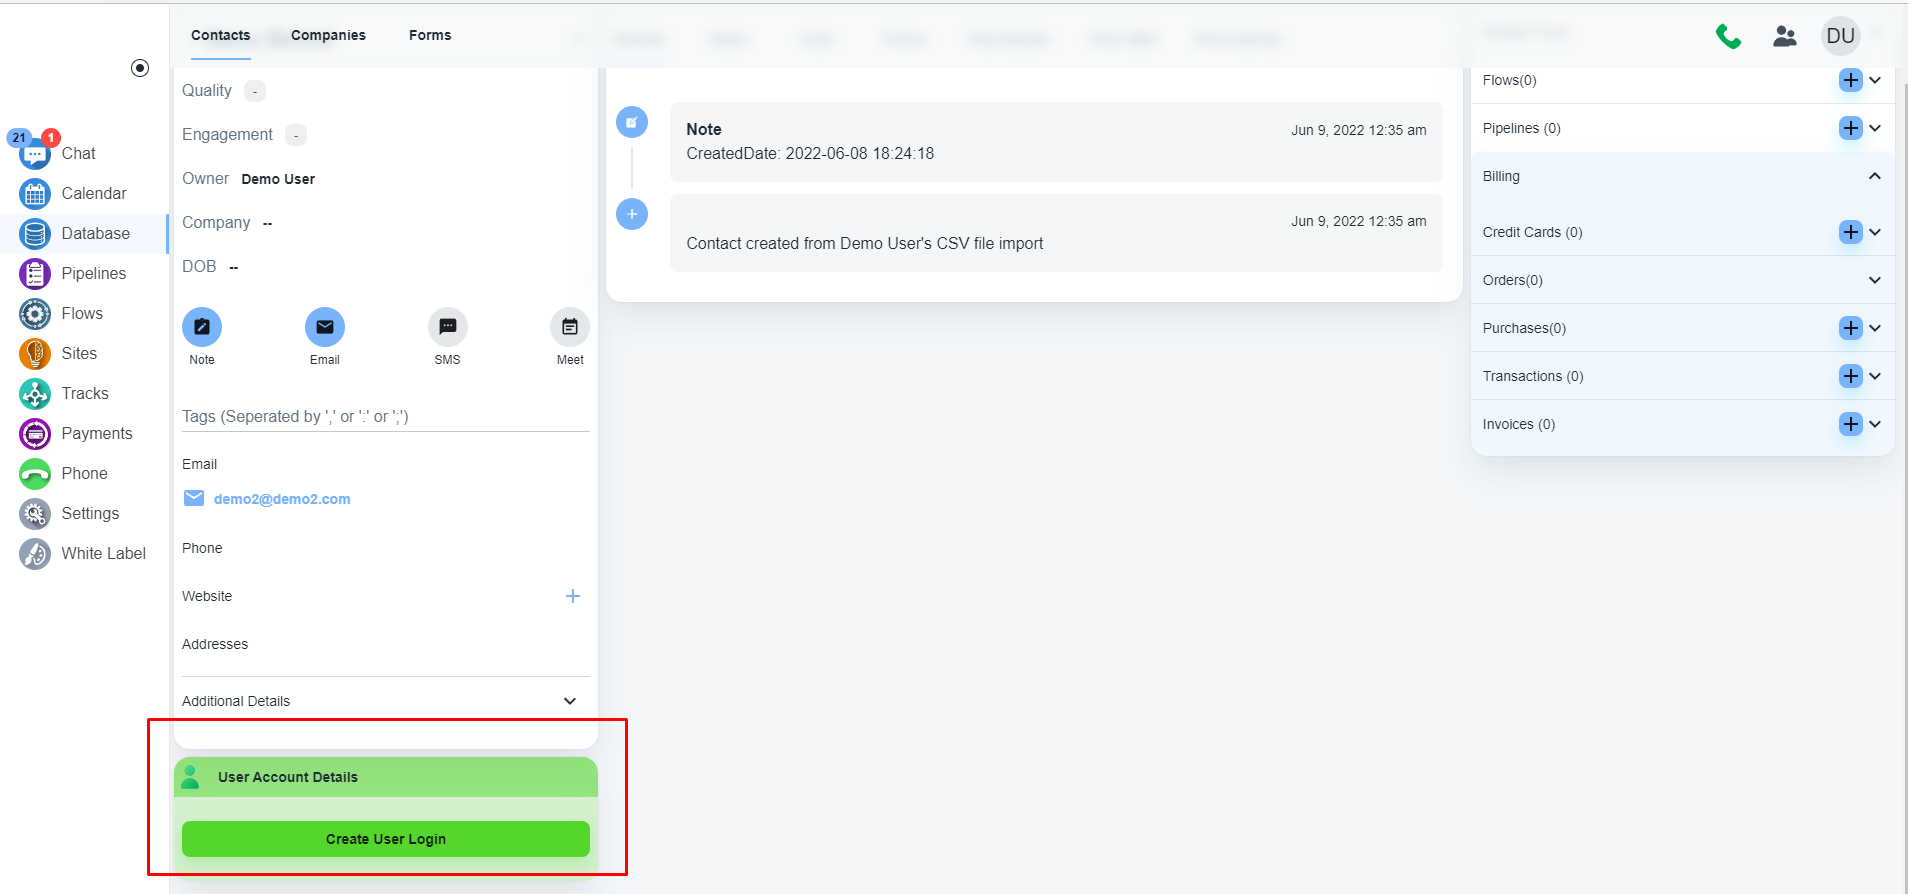 Contacts
Companies
Forms
DU
21
1
Chat
Calendar
Database
Pipelines
Flows
Sites
Tracks
Payments
Phone
Settings
White Label
Quality -
Engagement -
Owner Demo User
Company --
DOB --
Note
Email
SMS
Meet
Tags (Seperated by ',' or ':' or ';')
Email
demo2@demo2.com
Phone
Website
Addresses
Additional Details
User Account Details
Create User Login
Note
Jun 9, 2022 12:35 am
CreatedDate: 2022-06-08 18:24:18
Jun 9, 2022 12:35 am
Contact created from Demo User's CSV file import
Flows(0)
Pipelines (0)
Billing
Credit Cards (0)
Orders(0)
Purchases(0)
Transactions (0)
Invoices (0)